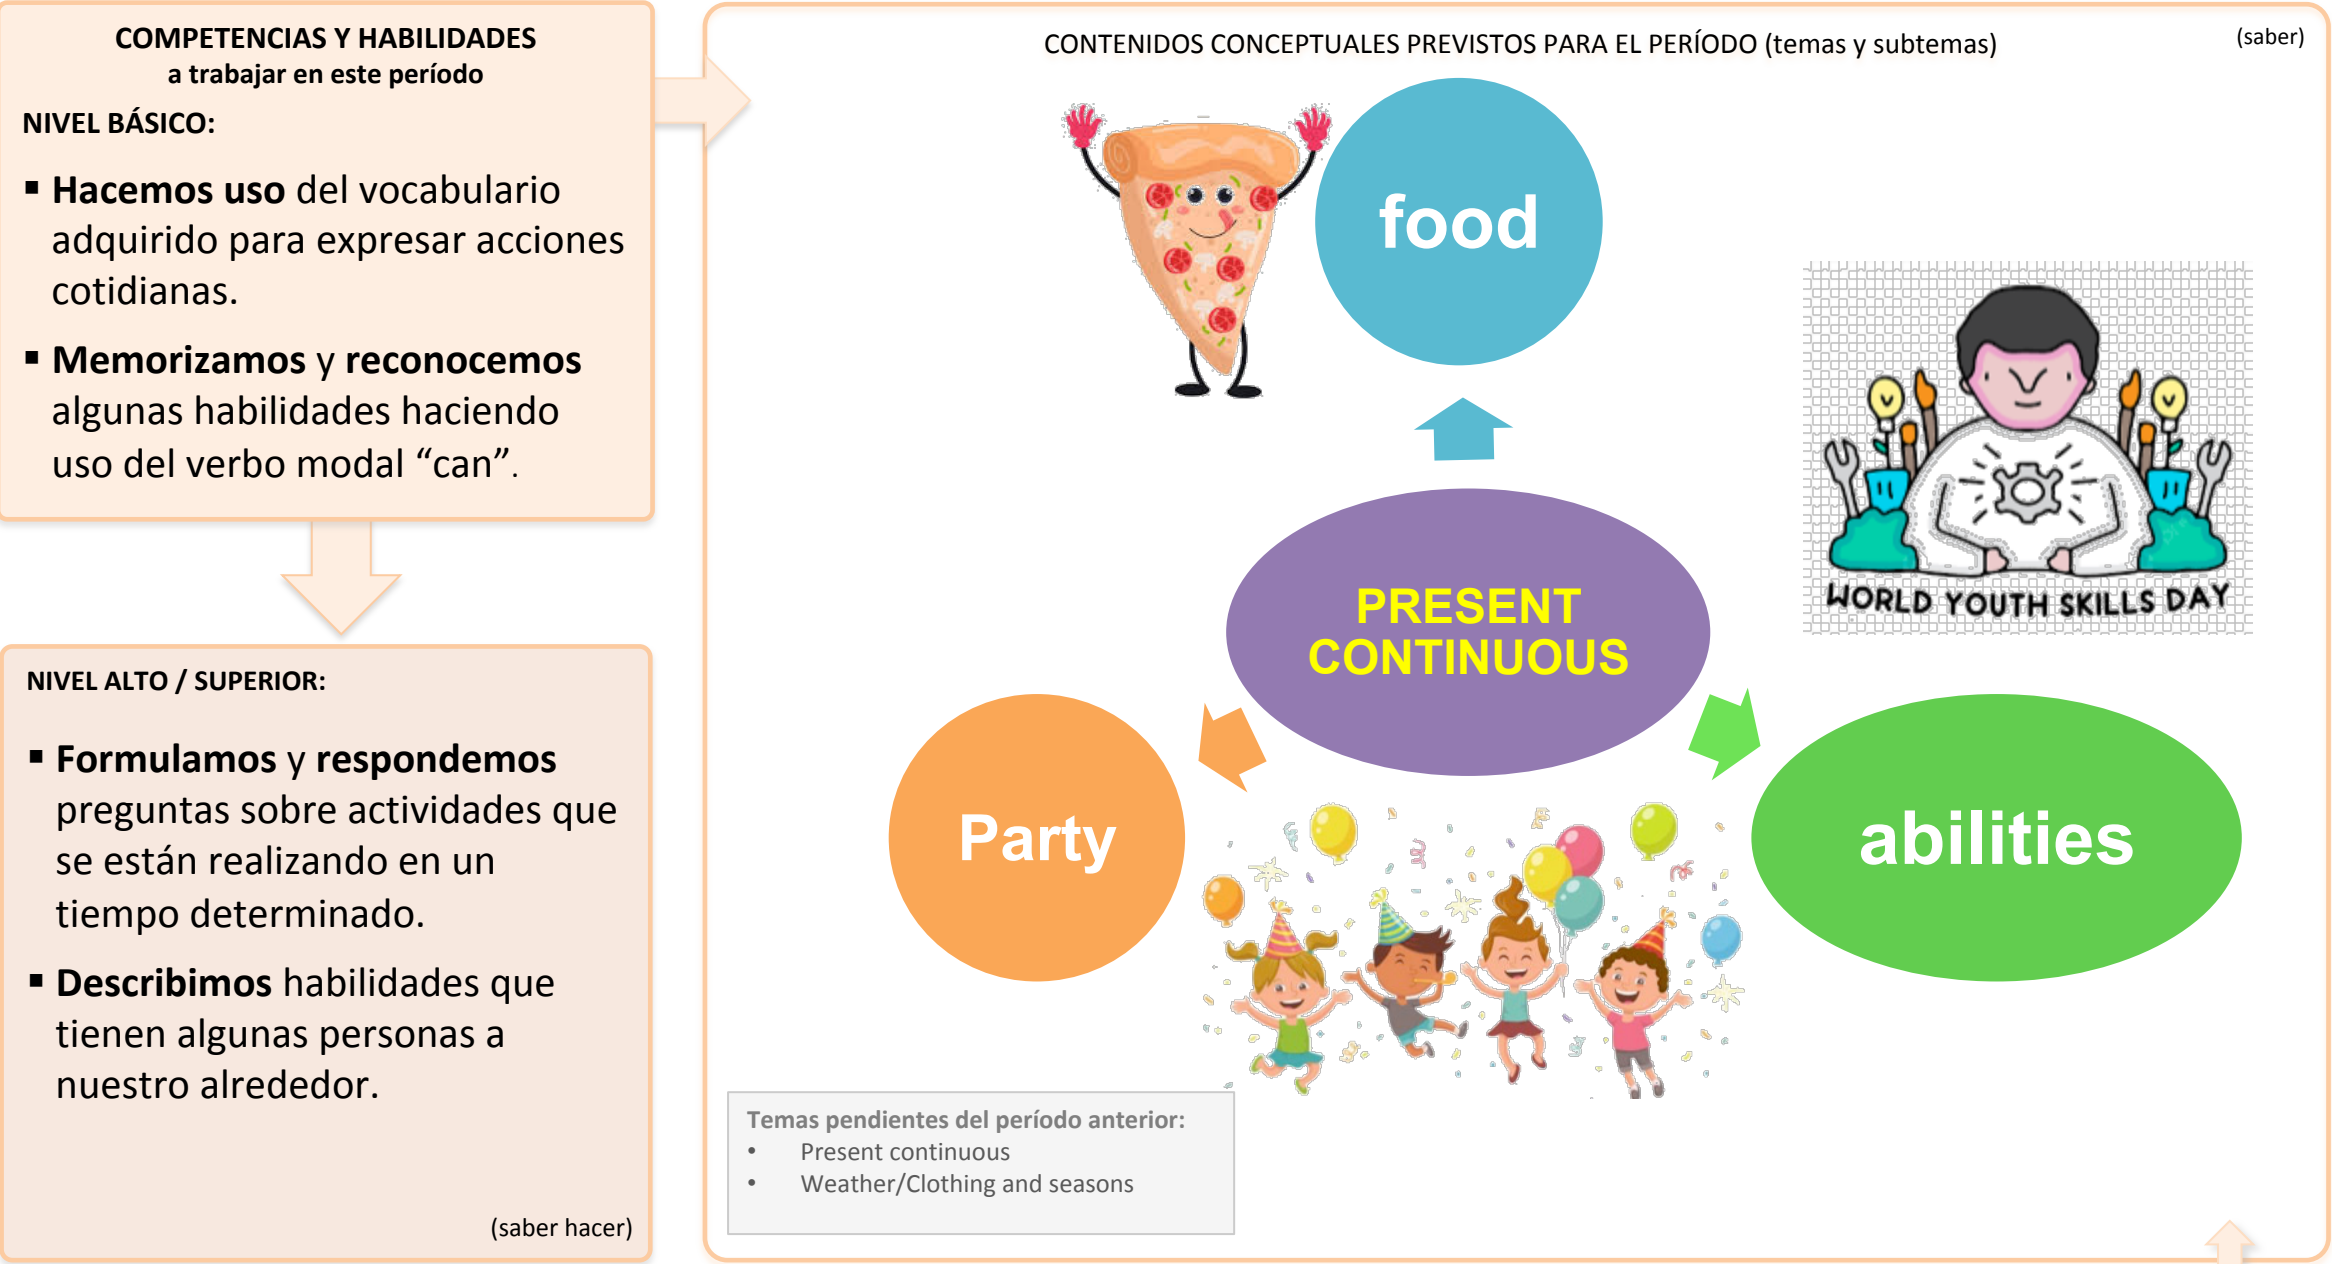 COMPETENCIAS Y HABILIDADES
a trabajar en este período
NIVEL BÁSICO:
▪ Hacemos uso del vocabulario
adquirido para expresar acciones
cotidianas.
▪ Memorizamos y reconocemos
algunas habilidades haciendo
uso del verbo modal “can”.
NIVEL ALTO / SUPERIOR:
▪ Formulamos y respondemos
preguntas sobre actividades que
se están realizando en un
tiempo determinado.
▪ Describimos habilidades que
tienen algunas personas a
nuestro alrededor.
(saber hacer)
CONTENIDOS CONCEPTUALES PREVISTOS PARA EL PERÍODO (temas y subtemas)
(saber)
food
WORLD YOUTH SKILLS DAY
PRESENT
CONTINUOUS
Party
abilities
Temas pendientes del período anterior:
• Present continuous
• Weather/Clothing and seasons